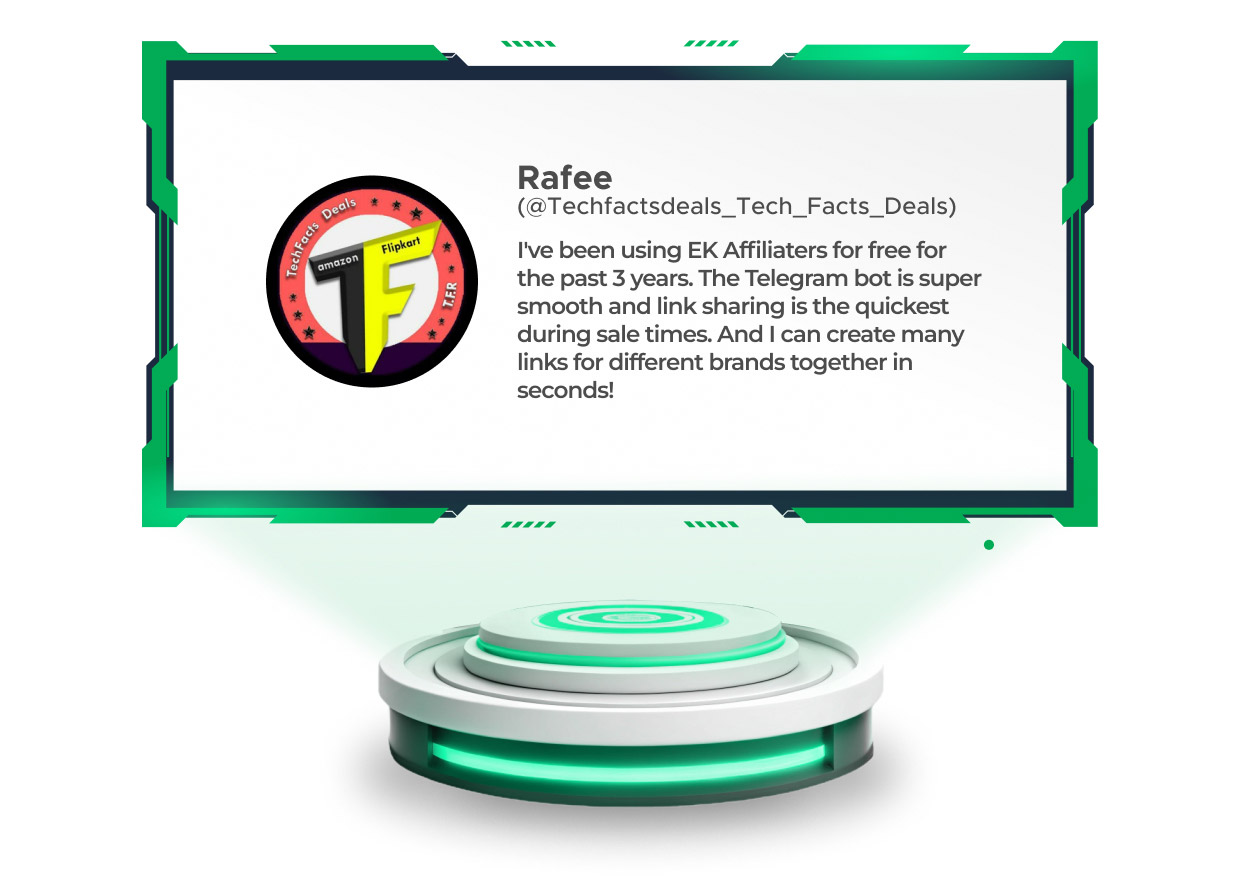 Rafee
(@Techfactsdeals_Tech_Facts_Deals)
TechFacts Deals
amazon
Flipkart
T.F.R
I've been using EK Affiliaters for free for
the past 3 years. The Telegram bot is super
smooth and link sharing is the quickest
during sale times. And I can create many
links for different brands together in
seconds!